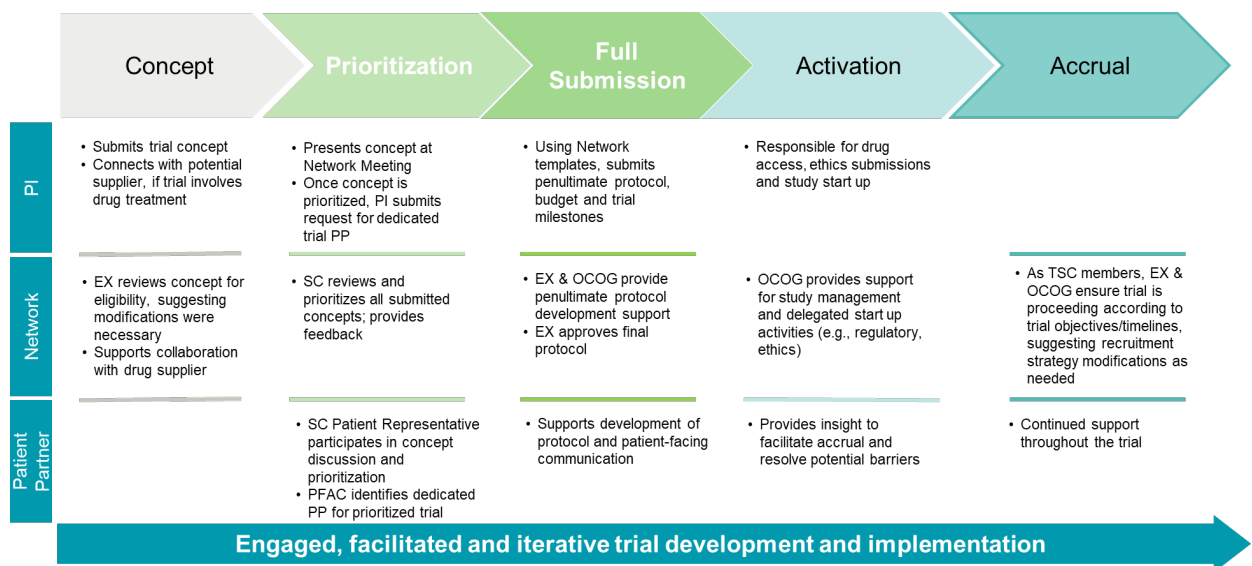 Concept
Prioritization
Full
Submission
Activation
Accrual
PI
• Submits trial concept
• Connects with potential
supplier, if trial involves
drug treatment
• Presents concept at
Network Meeting
• Once concept is
prioritized, PI submits
request for dedicated
trial PP
• Using Network
templates, submits
penultimate protocol,
budget and trial
milestones
• Responsible for drug
access, ethics submissions
and study start up
Network
• EX reviews concept for
eligibility, suggesting
modifications were
necessary
• Supports collaboration
with drug supplier
• SC reviews and
prioritizes all submitted
concepts; provides
feedback
• EX & OCOG provide
penultimate protocol
development support
• EX approves final
protocol
• OCOG provides support
for study management
and delegated start up
activities (e.g., regulatory,
ethics)
• As TSC members, EX &
OCOG ensure trial is
proceeding according to
trial objectives/timelines,
suggesting recruitment
strategy modifications as
needed
Patient
Partner
• SC Patient Representative
participates in concept
discussion and
prioritization
• PFAC identifies dedicated
PP for prioritized trial
• Supports development of
protocol and patient-facing
communication
• Provides insight to
facilitate accrual and
resolve potential barriers
• Continued support
throughout the trial
Engaged, facilitated and iterative trial development and implementation